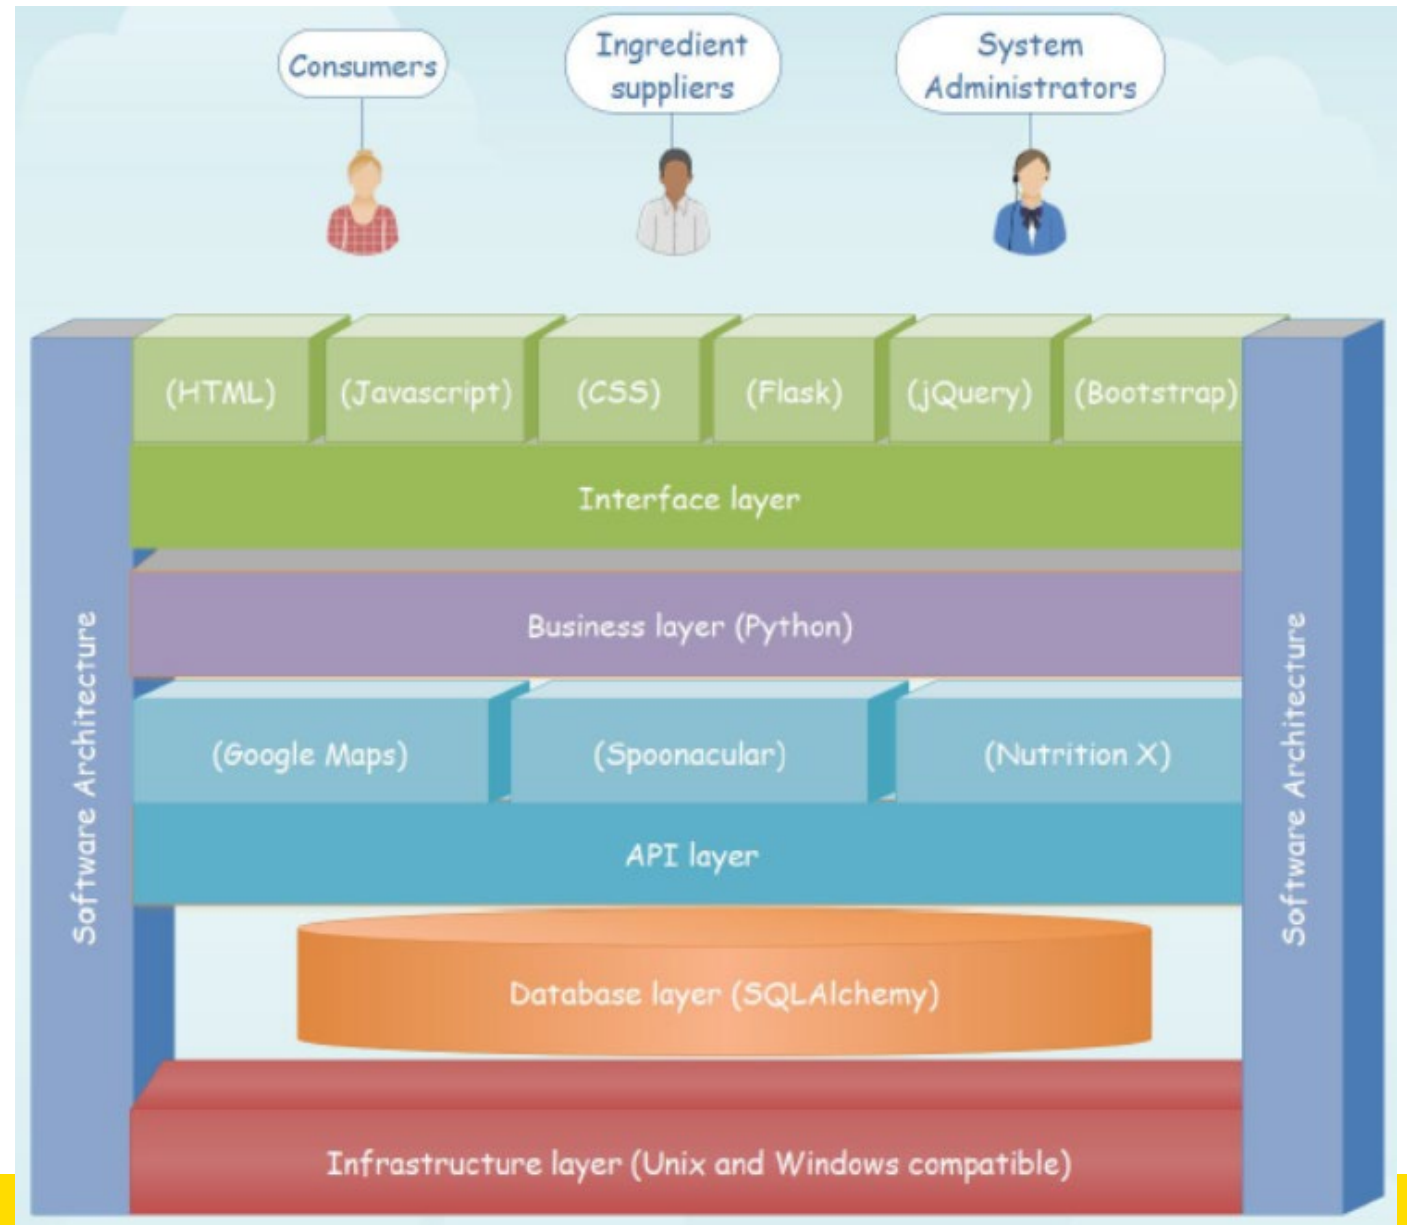 Consumers
Ingredient
suppliers
System
Administrators
(HTML)
(Javascript)
(CSS)
(Flask)
(jQuery)
(Bootstrap)
Interface layer
Business layer (Python)
(Google Maps)
(Spoonacular)
(Nutrition X)
API layer
Database layer (SQLAlchemy)
Infrastructure layer (Unix and Windows compatible)
Software Architecture
Software Architecture